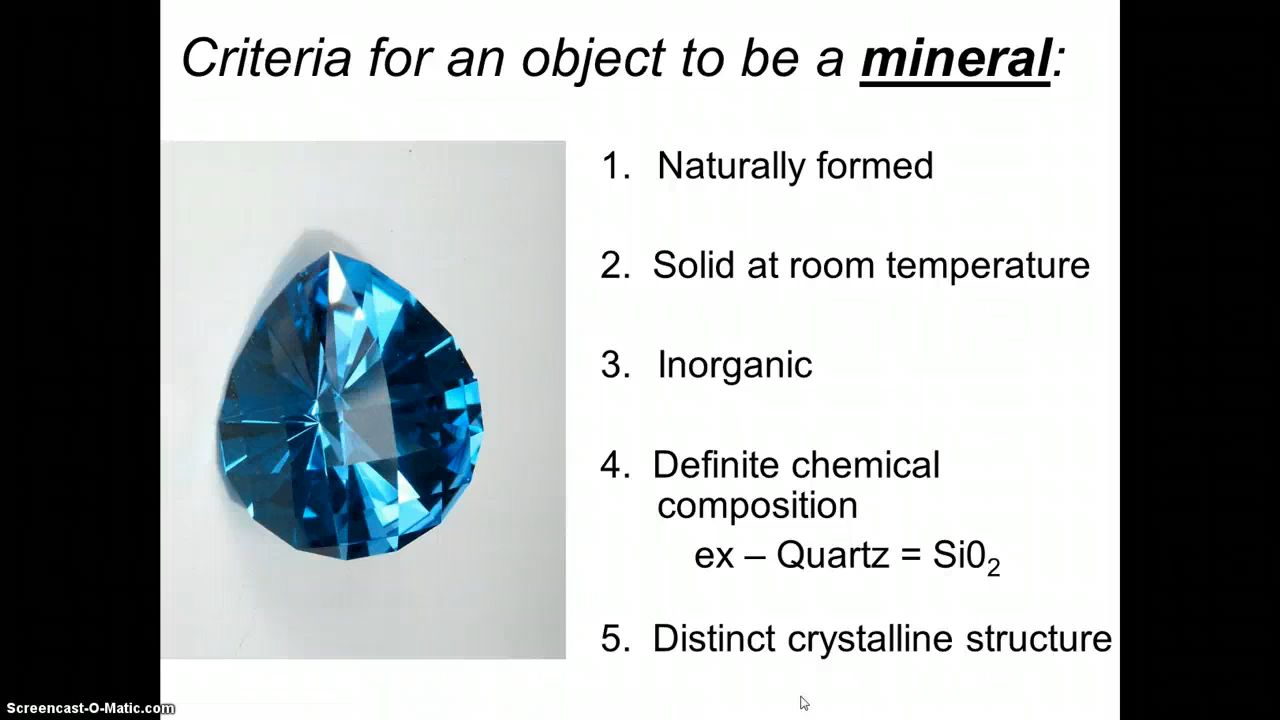 Criteria for an object to be a mineral:
1. Naturally formed
2. Solid at room temperature
3. Inorganic
4. Definite chemical
composition
ex – Quartz = Si0₂
5. Distinct crystalline structure
Screencast-O-Matic.com